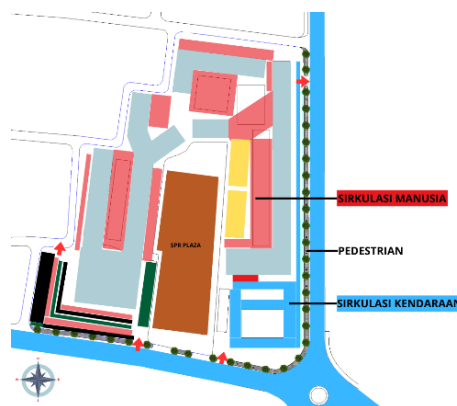 SIRKULASI MANUSIA
SPR PLAZA
PEDESTRIAN
SIRKULASI KENDARAAN